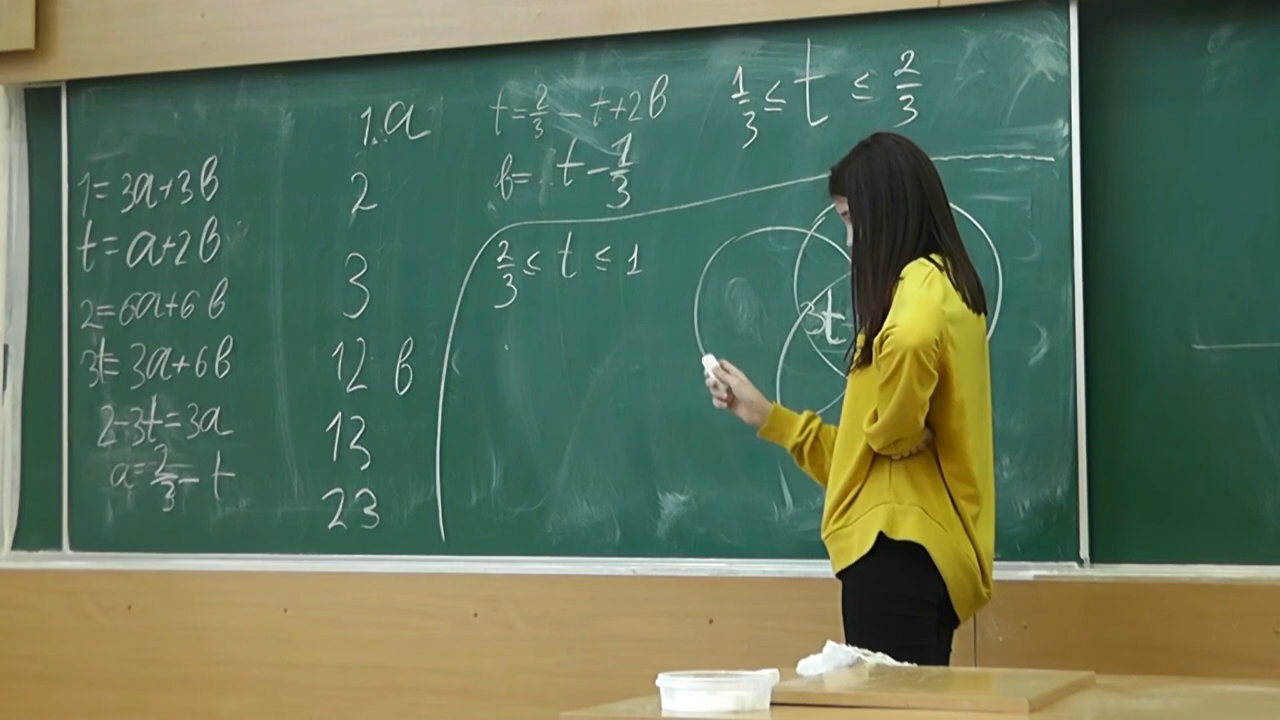 1=3a+3b
t=a+2b
2=6a+6b
3t=3a+6b
2-3t=3a
a=2/3-t
1. a
2
3
12 b
13
23
t=2/3-t+2b
b=t-1/3
1/3≤t≤2/3
2/3≤t≤1
3t